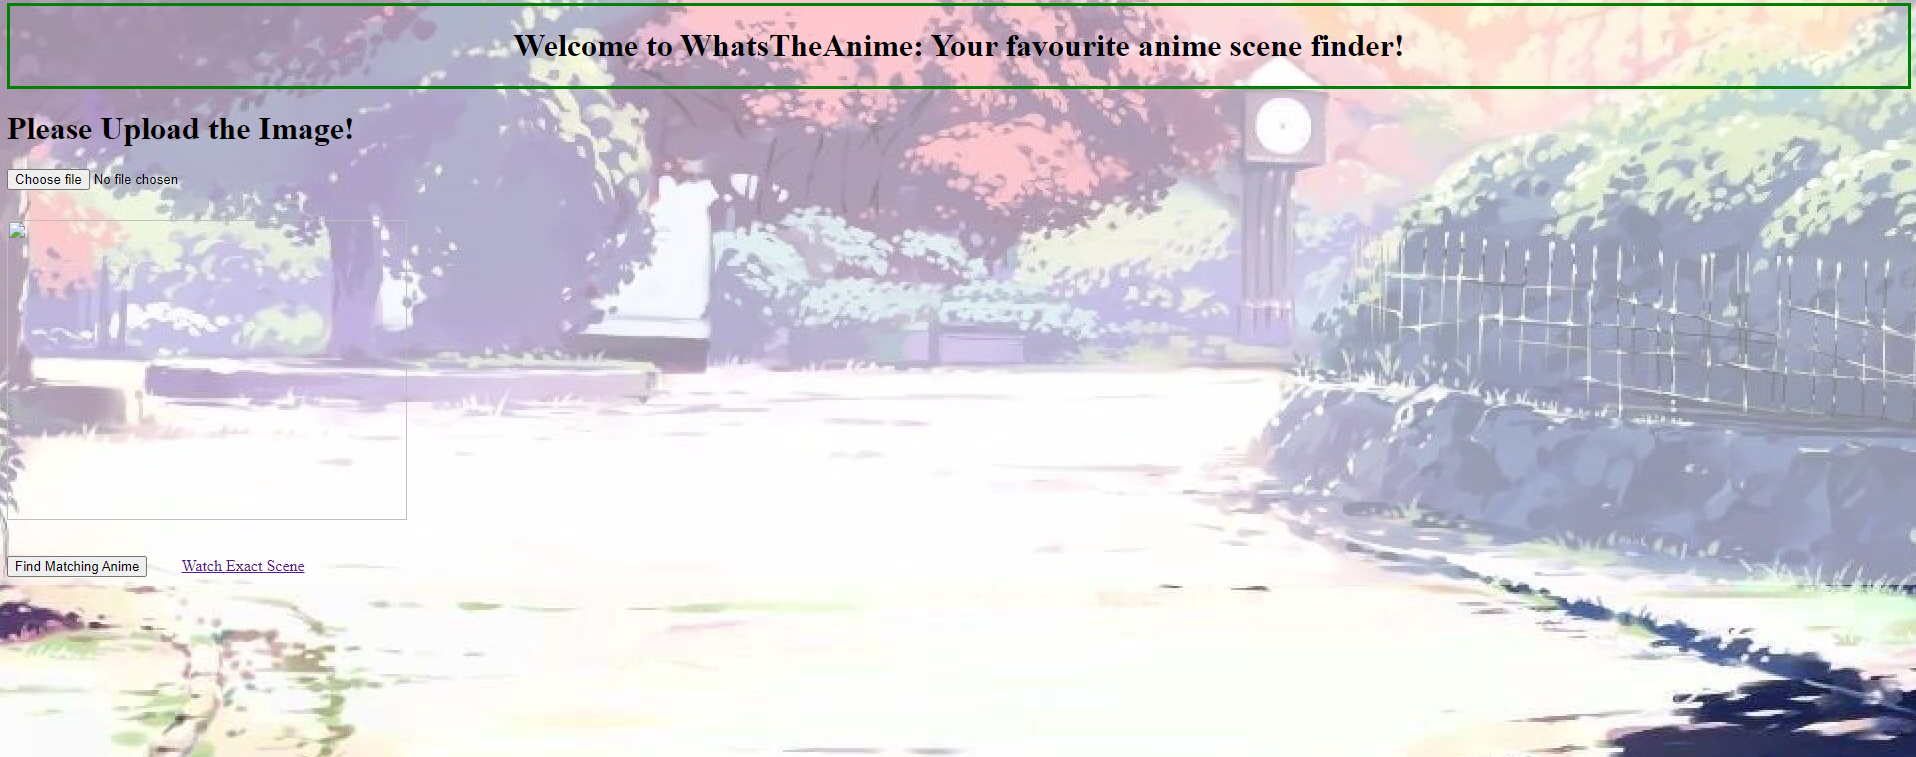 Welcome to WhatsTheAnime: Your favourite anime scene finder!
Please Upload the Image!
Choose file No file chosen
Find Matching Anime Watch Exact Scene